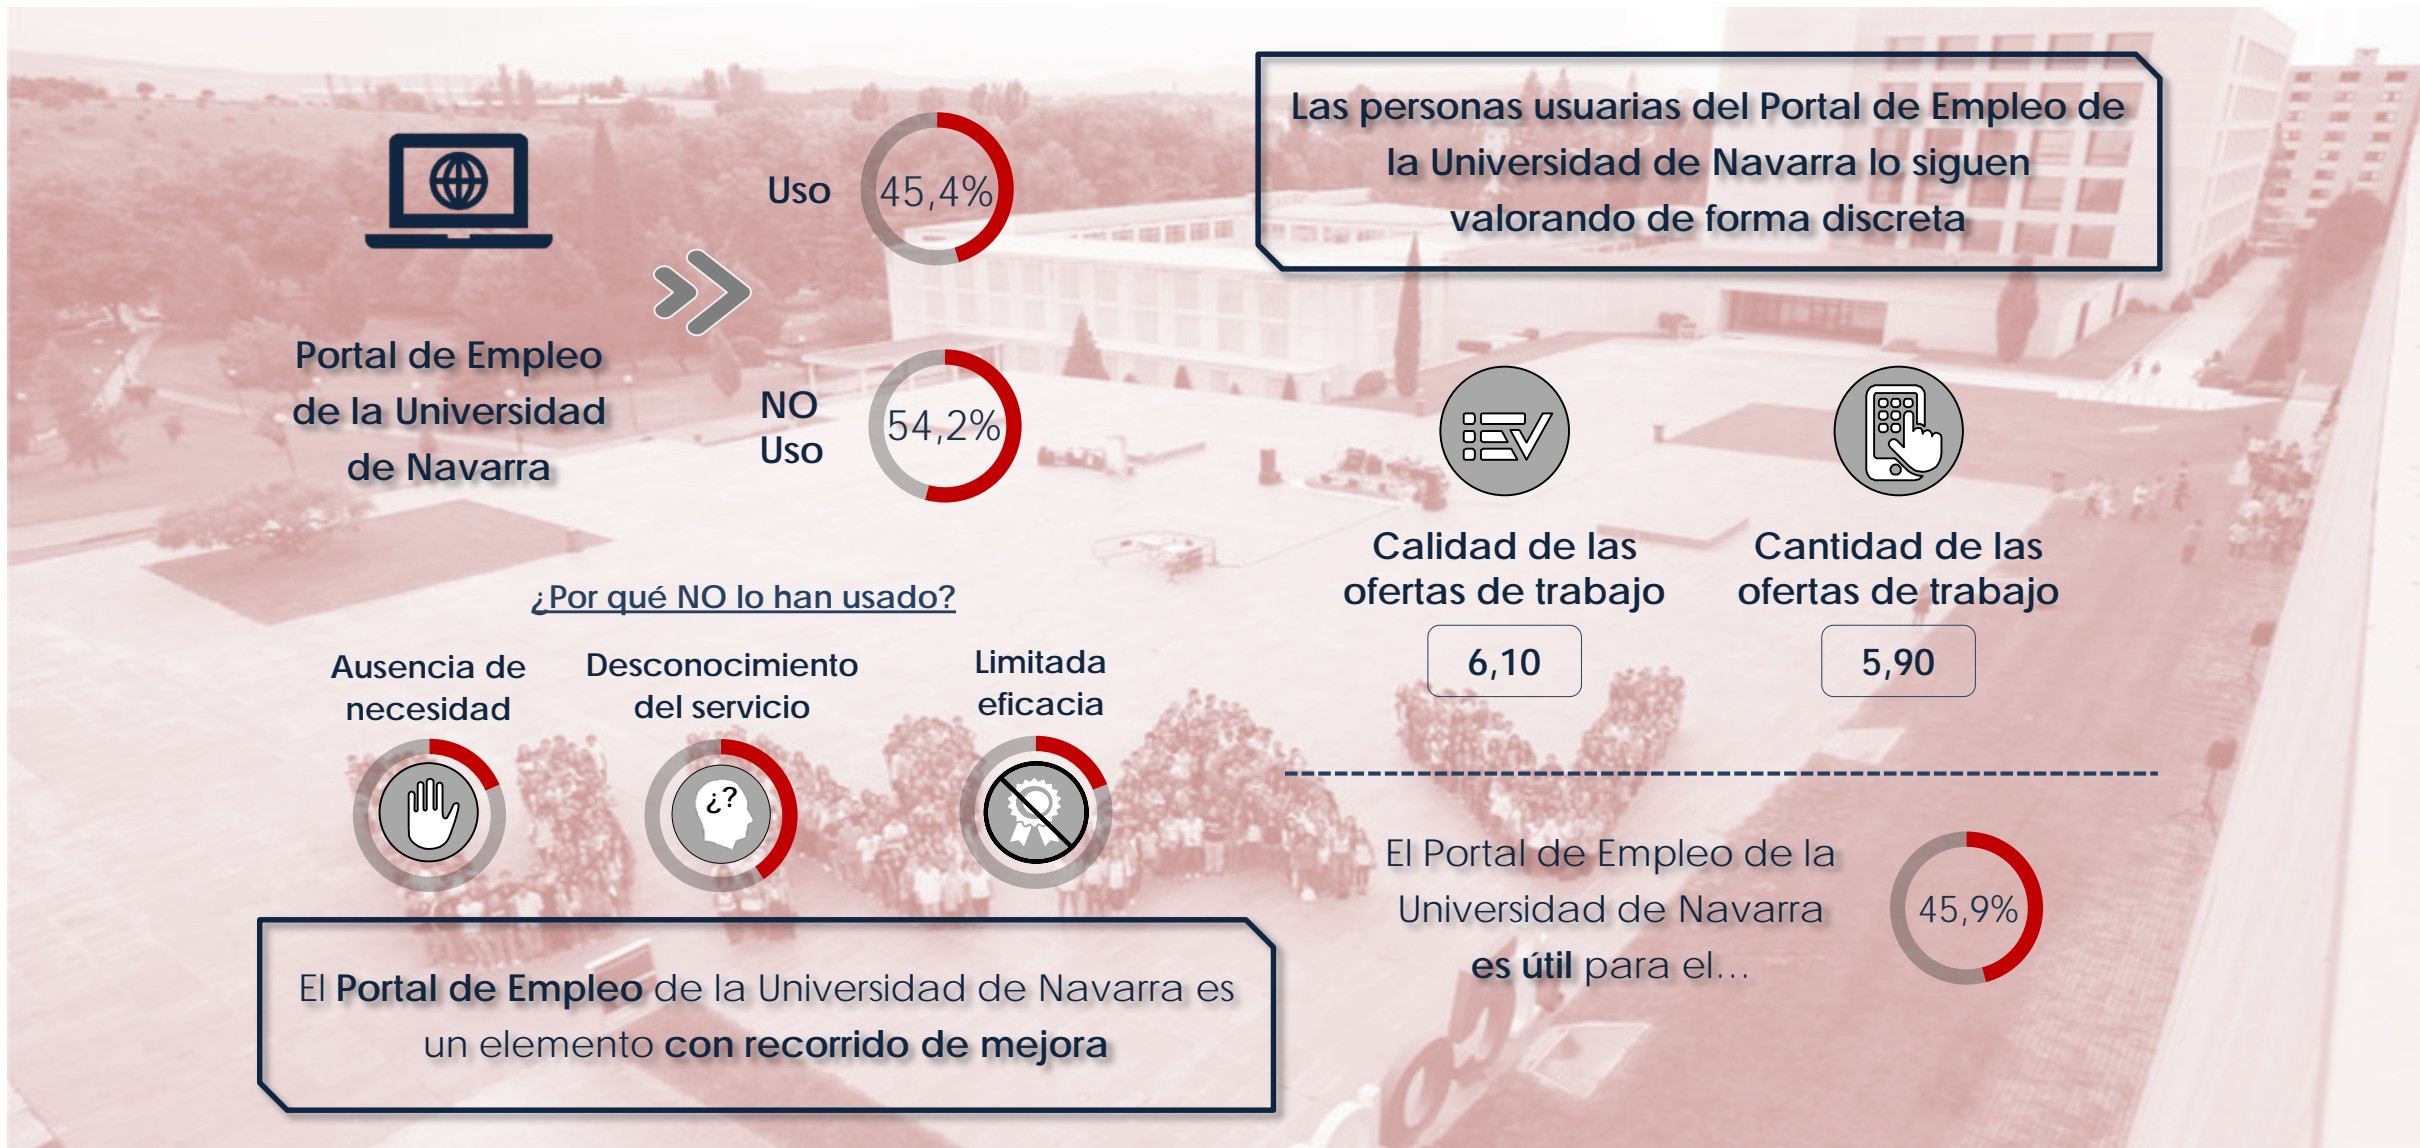 Portal de Empleo
de la Universidad
de Navarra
Uso
45,4%
NO
Uso
54,2%
¿Por qué NO lo han usado?
Ausencia de
necesidad
Desconocimiento
del servicio
¿?
Limitada
eficacia
El Portal de Empleo de la Universidad de Navarra es
un elemento con recorrido de mejora
Las personas usuarias del Portal de Empleo de
la Universidad de Navarra lo siguen
valorando de forma discreta
Calidad de las
ofertas de trabajo
6,10
Cantidad de las
ofertas de trabajo
5,90
El Portal de Empleo de la
Universidad de Navarra
es útil para el…
45,9%